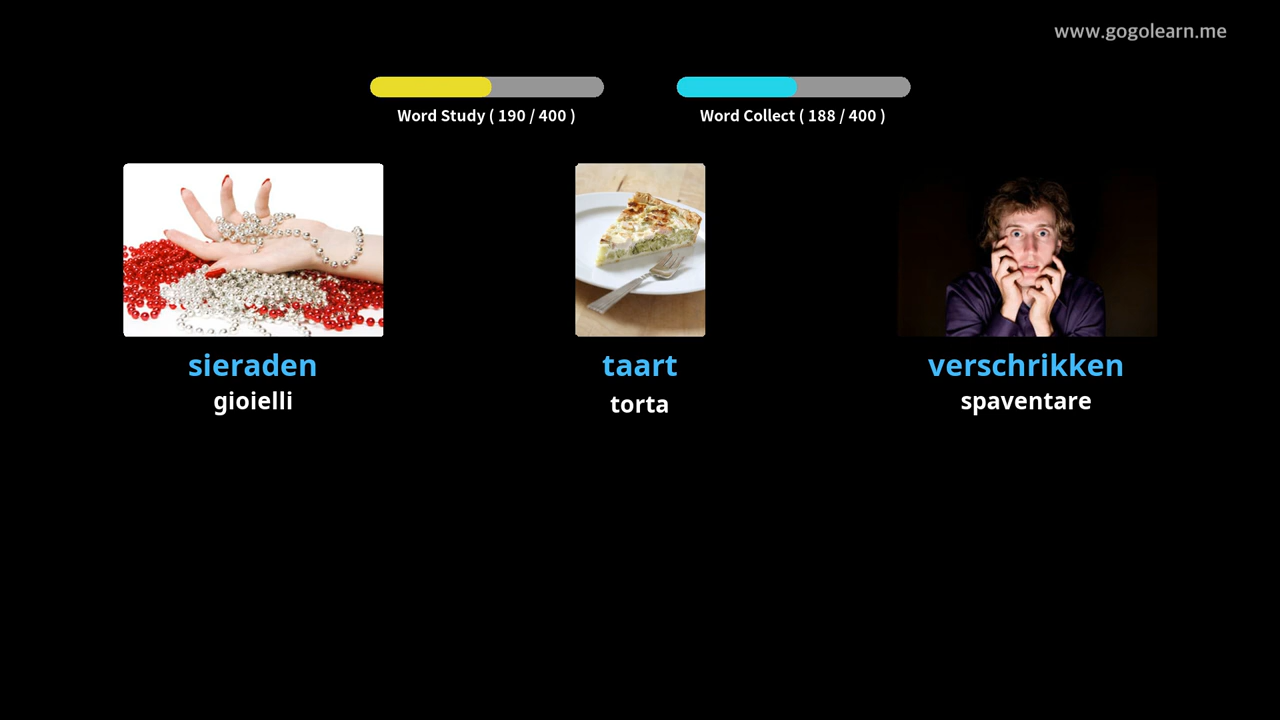 www.gogolearn.me
Word Study ( 190 / 400 )
Word Collect ( 188 / 400 )
sieraden
gioielli
taart
torta
verschrikken
spaventare